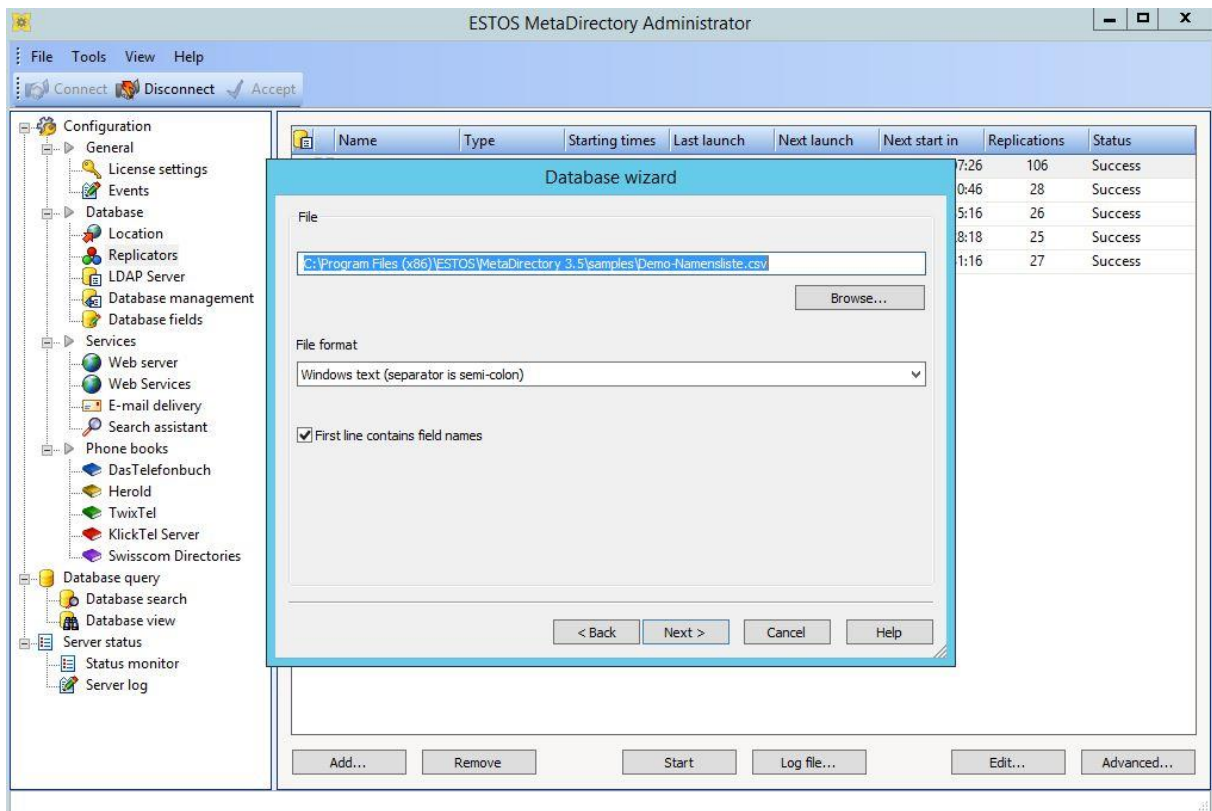 ESTOS MetaDirectory Administrator
File Tools View Help
Connect Disconnect Accept
Configuration
General
License settings
Events
Database
Location
Replicators
LDAP Server
Database management
Database fields
Services
Web server
Web Services
E-mail delivery
Search assistant
Phone books
DasTelefonbuch
Herold
TwixTel
KlickTel Server
Swisscom Directories
Database query
Database search
Database view
Server status
Status monitor
Server log
Name Type Starting times Last launch Next launch Next start in Replications Status
7:26 106 Success
0:46 28 Success
5:16 26 Success
8:18 25 Success
1:16 27 Success
Database wizard
File
C:\Program Files (x86)\ESTOS\MetaDirectory 3.5\samples\Demo-Namensliste.csv
Browse...
File format
Windows text (separator is semi-colon)
First line contains field names
< Back Next > Cancel Help
Add... Remove Start Log file... Edit... Advanced...